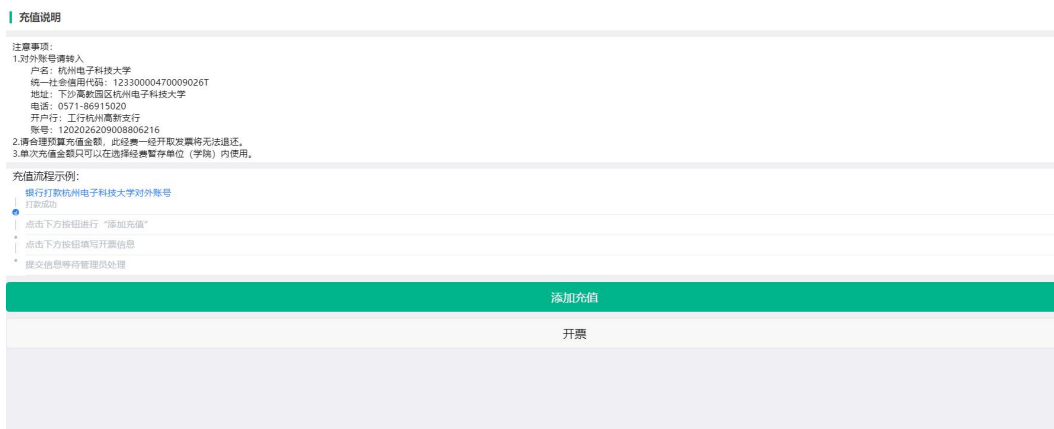 充值说明
注意事项：
1.对外账号请转入
户名：杭州电子科技大学
统一社会信用代码：12330000470009026T
地址：下沙高教园区杭州电子科技大学
电话：0571-86915020
开户行：工行杭州高新支行
账号：1202026209008806216
2.请合理预算充值金额，此经费一经开取发票将无法退还。
3.单次充值金额只可以在选择经费暂存单位（学院）内使用。
充值流程示例：
银行打款杭州电子科技大学对外账号
打款成功
点击下方按钮进行“添加充值”
点击下方按钮填写开票信息
提交信息等待管理员处理
添加充值
开票